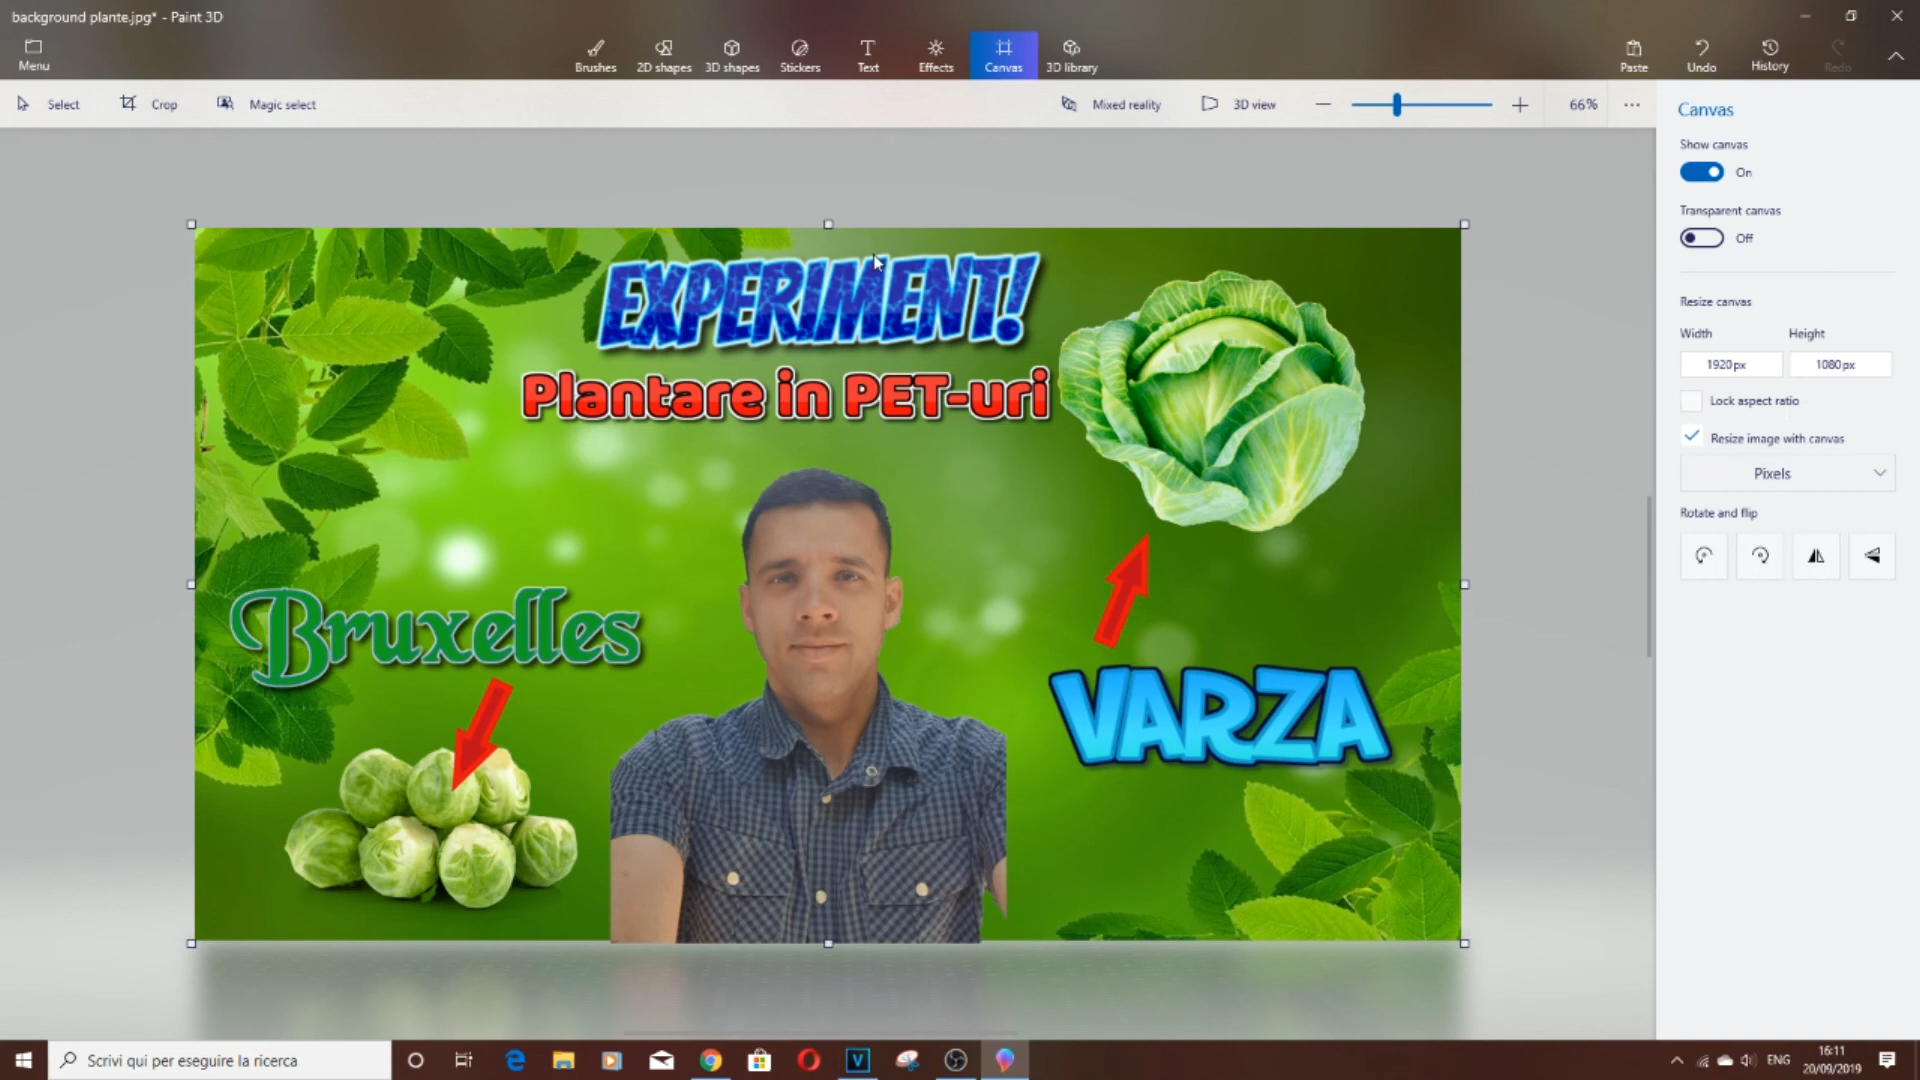 background plante.jpg* - Paint 3D
Menu
Brushes
2D shapes
3D shapes
Stickers
Text
Effects
Canvas
3D library
Paste
Undo
History
Redo
Select
Crop
Magic select
Mixed reality
3D view
66%
Canvas
Show canvas
On
Transparent canvas
Off
Resize canvas
Width
Height
1920px
1080px
Lock aspect ratio
Resize image with canvas
Pixels
Rotate and flip
EXPERIMENT!
Plantare in PET-uri
Bruxelles
VARZA
Scrivi qui per eseguire la ricerca
V
ENG
16:11
20/09/2019